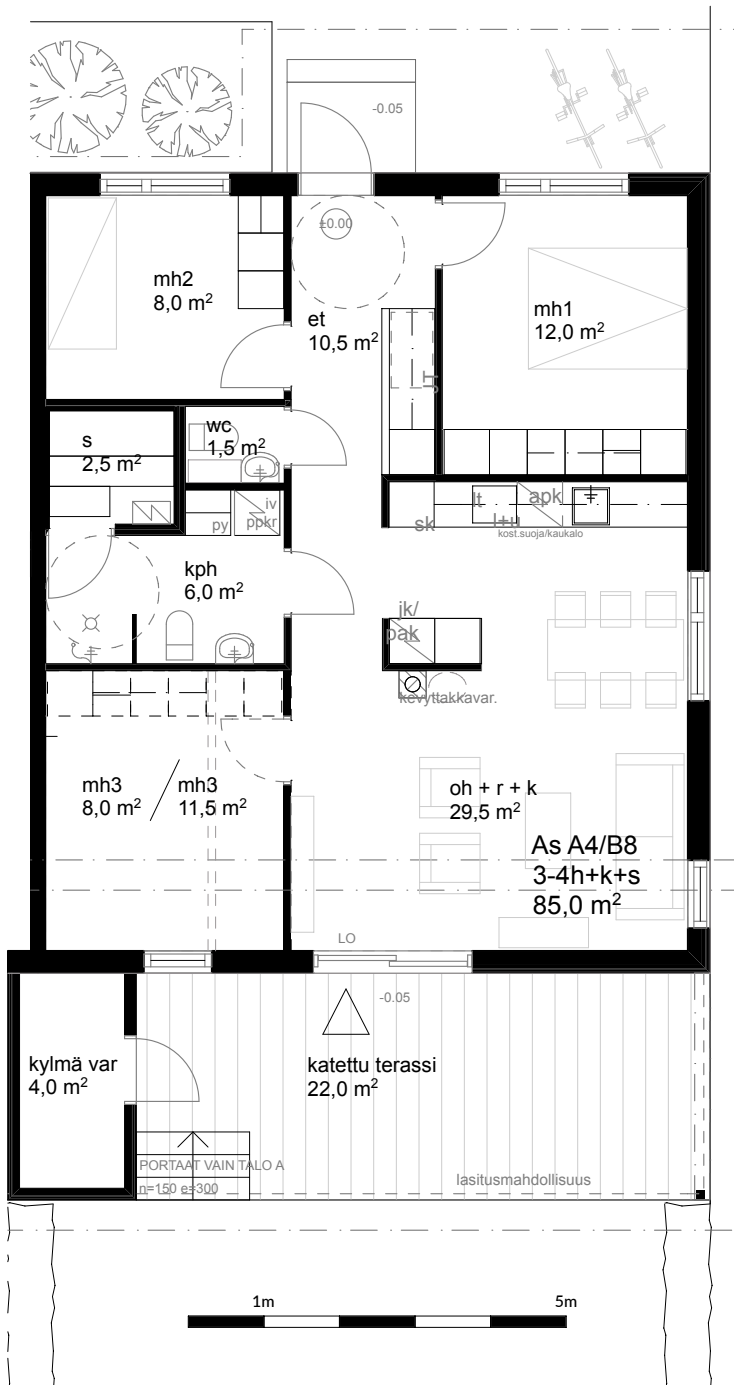 -0.05
±0.00
mh2
8,0 m²
et
10,5 m²
mh1
12,0 m²
s
2,5 m²
wc
1,5 m²
py
iv
ppkr
sk
lt
l+u
apk
kost.suoja/kaukalo
kph
6,0 m²
jk/
pak
kevyttakkavar.
mh3
8,0 m²
mh3
11,5 m²
oh + r + k
29,5 m²
As A4/B8
3-4h+k+s
85,0 m²
LO
-0.05
kylmä var
4,0 m²
katettu terassi
22,0 m²
PORTAAT VAIN TALO A
n=150 e=300
lasitusmahdollisuus
1m
5m